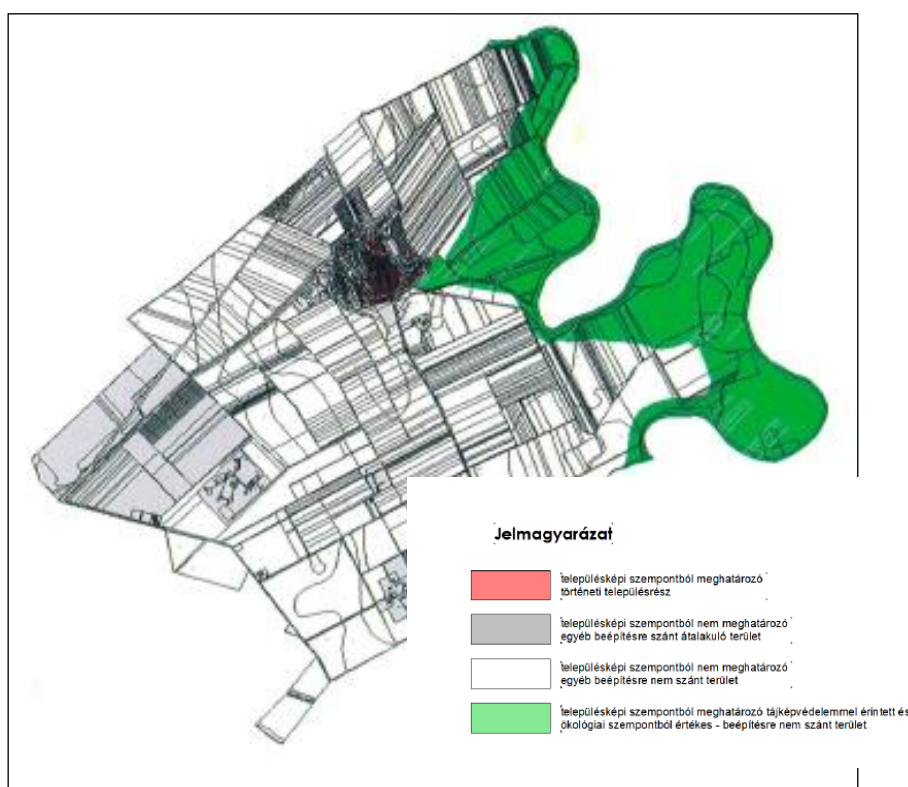 Jelmagyarázat
településképi szempontból meghatározó
történeti településrész
településképi szempontból nem meghatározó
egyéb beépítésre szánt átalakuló terület
településképi szempontból nem meghatározó
egyéb beépítésre nem szánt terület
településképi szempontból meghatározó tájképvédelemmel érintett és
ökológiai szempontból értékes - beépítésre nem szánt terület